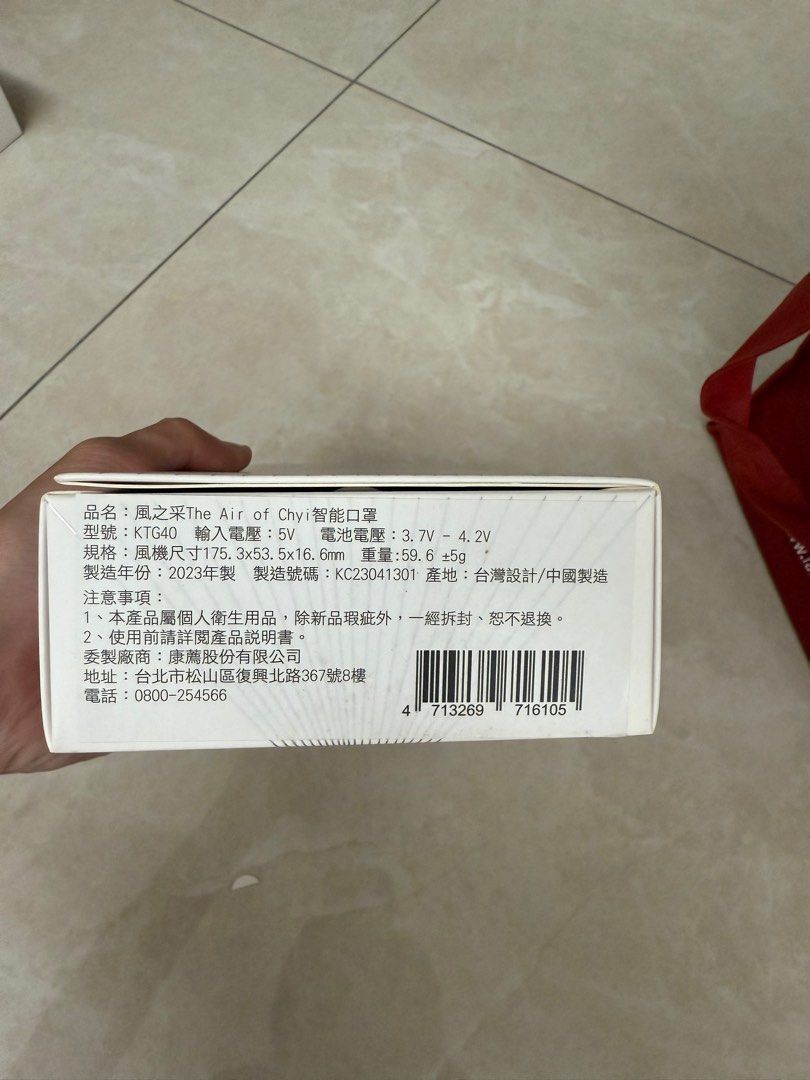 品名：風之采The Air of Chyi智能口罩
型號：KTG40 輸入電壓：5V 電池電壓：3.7V - 4.2V
規格：風機尺寸175.3x53.5x16.6mm 重量:59.6 ±5g
製造年份：2023年製 製造號碼：KC23041301 產地：台灣設計/中國製造
注意事項：
1、本產品屬個人衛生用品，除新品瑕疵外，一經拆封、恕不退換。
2、使用前請詳閱產品說明書。
委製廠商：康薦股份有限公司
地址：台北市松山區復興北路367號8樓
電話：0800-254566
4 713269 716105